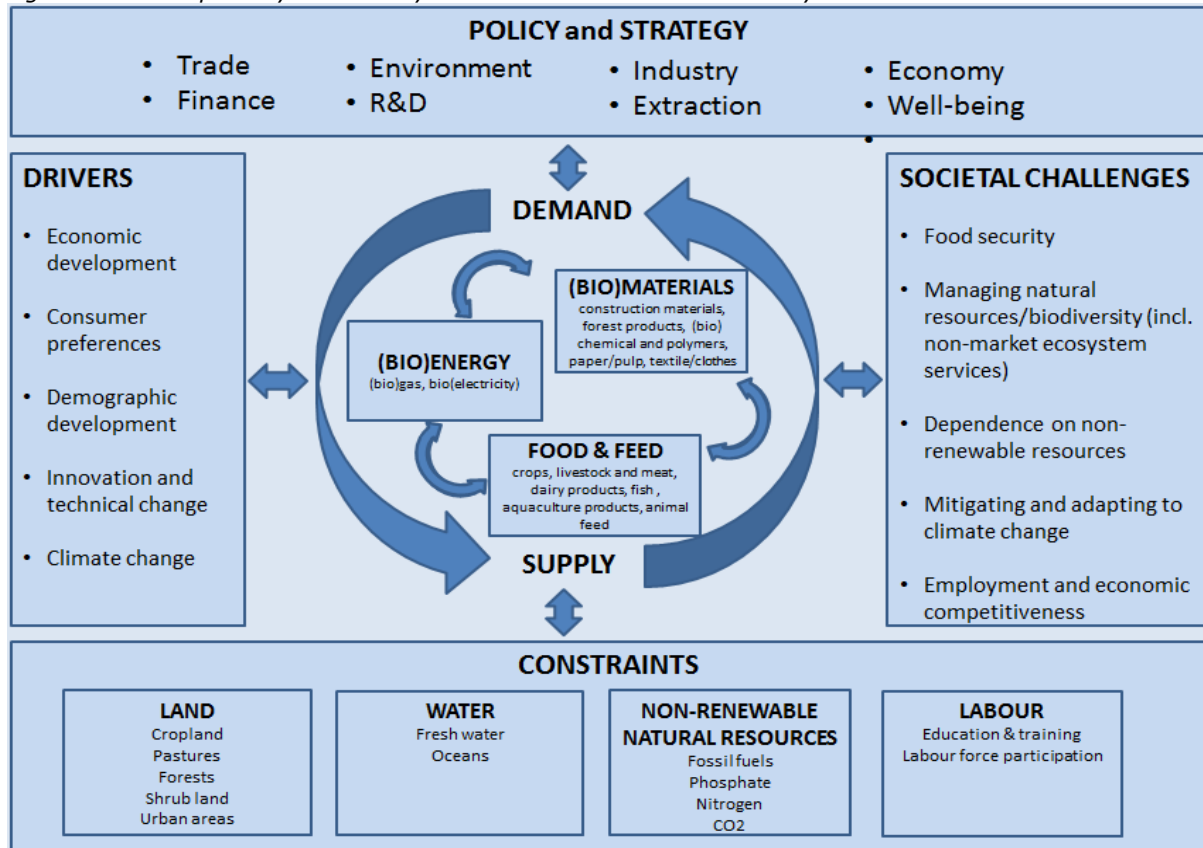 POLICY and STRATEGY
• Trade
• Finance
• Environment
• R&D
• Industry
• Extraction
• Economy
• Well-being
•
DRIVERS
• Economic
development
• Consumer
preferences
• Demographic
development
• Innovation and
technical change
• Climate change
DEMAND
(BIO)MATERIALS
construction materials,
forest products, (bio)
chemical and polymers,
paper/pulp, textile/clothes
(BIO)ENERGY
(bio)gas, bio(electricity)
FOOD & FEED
crops, livestock and meat,
dairy products, fish ,
aquaculture products, animal
feed
SUPPLY
SOCIETAL CHALLENGES
• Food security
• Managing natural
resources/biodiversity (incl.
non-market ecosystem
services)
• Dependence on non-
renewable resources
• Mitigating and adapting to
climate change
• Employment and economic
competitiveness
CONSTRAINTS
LAND
Cropland
Pastures
Forests
Shrub land
Urban areas
WATER
Fresh water
Oceans
NON-RENEWABLE
NATURAL RESOURCES
Fossil fuels
Phosphate
Nitrogen
CO2
LABOUR
Education & training
Labour force participation